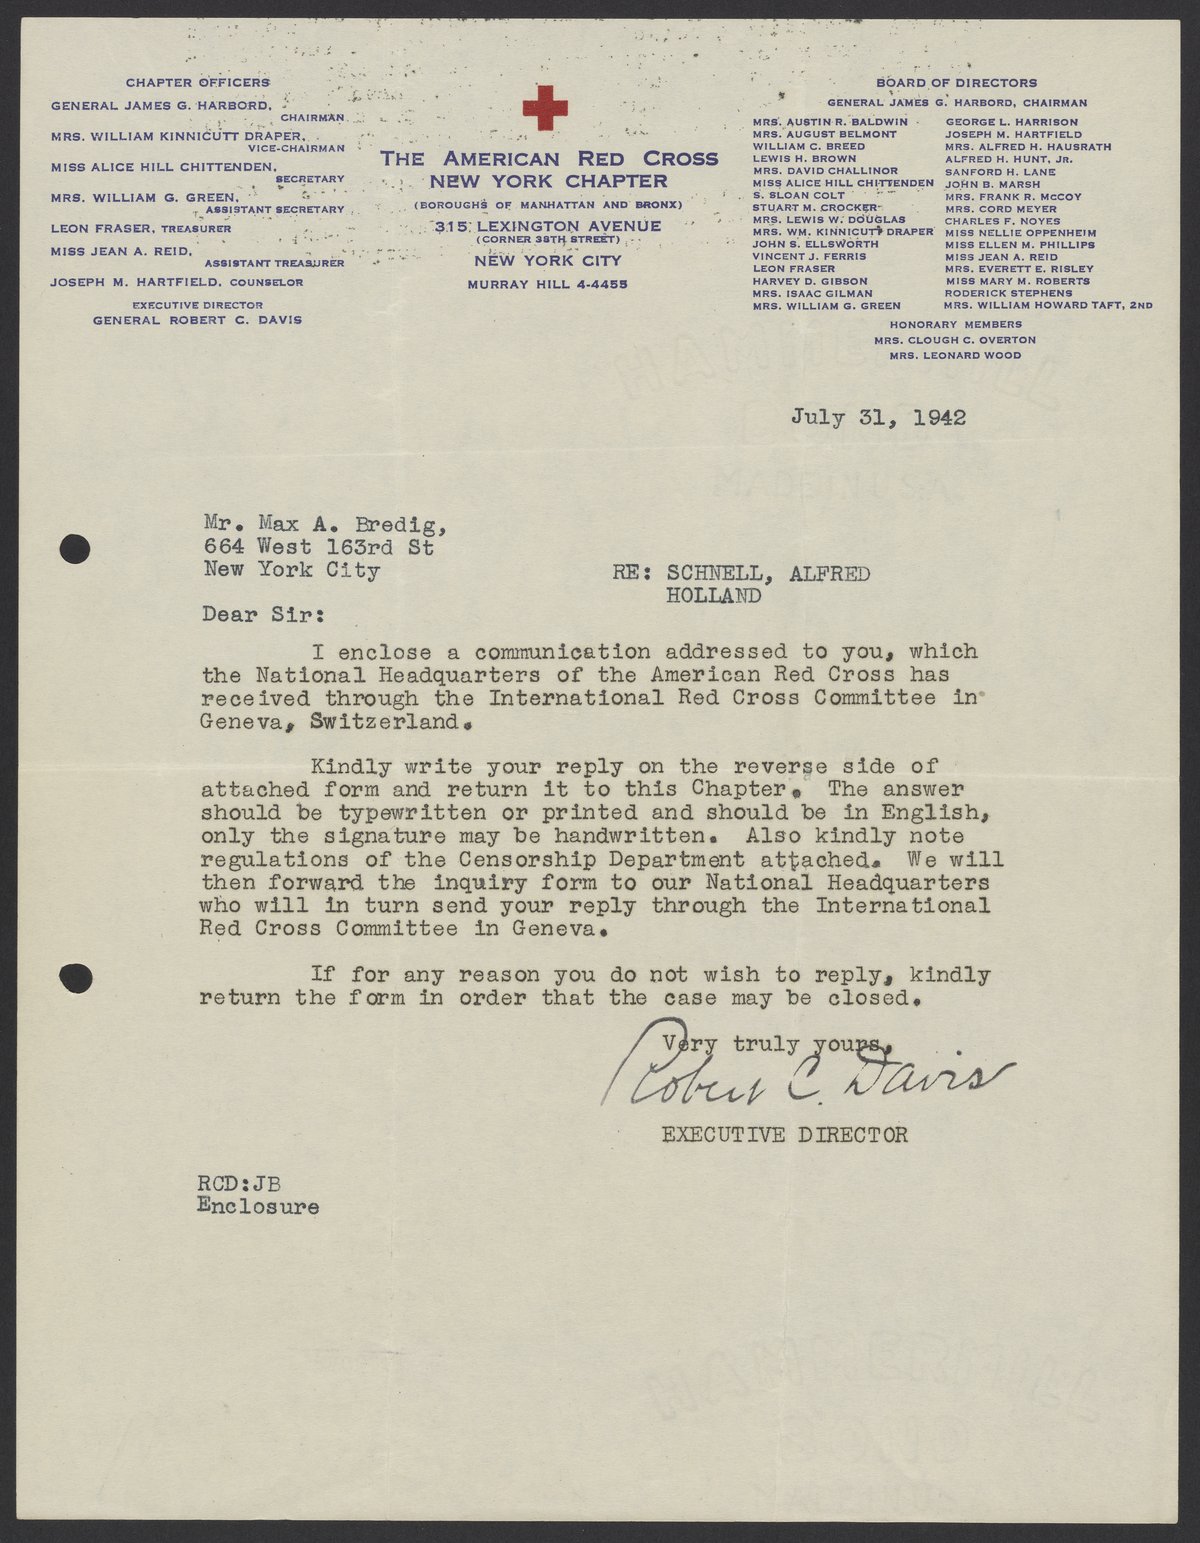 CHAPTER OFFICERS
GENERAL JAMES G. HARBORD,
CHAIRMAN
MRS. WILLIAM KINNICUTT DRAPER,
VICE-CHAIRMAN
MISS ALICE HILL CHITTENDEN,
SECRETARY
MRS. WILLIAM G. GREEN,
ASSISTANT SECRETARY
LEON FRASER, TREASURER
MISS JEAN A. REID,
ASSISTANT TREASURER
JOSEPH M. HARTFIELD, COUNSELOR
EXECUTIVE DIRECTOR
GENERAL ROBERT C. DAVIS
THE AMERICAN RED CROSS
NEW YORK CHAPTER
(BOROUGHS OF MANHATTAN AND BRONX)
315 LEXINGTON AVENUE
(CORNER 38TH STREET)
NEW YORK CITY
MURRAY HILL 4-4455
BOARD OF DIRECTORS
GENERAL JAMES G. HARBORD, CHAIRMAN
MRS. AUSTIN R. BALDWIN
MRS. AUGUST BELMONT
WILLIAM C. BREED
LEWIS H. BROWN
MRS. DAVID CHALLINOR
MISS ALICE HILL CHITTENDEN
S. SLOAN COLT
STUART M. CROCKER
MRS. LEWIS W. DOUGLAS
MRS. WM. KINNICUTT DRAPER
JOHN S. ELLSWORTH
VINCENT J. FERRIS
LEON FRASER
HARVEY D. GIBSON
MRS. ISAAC GILMAN
MRS. WILLIAM G. GREEN
GEORGE L. HARRISON
JOSEPH M. HARTFIELD
MRS. ALFRED H. HAUSRATH
ALFRED H. HUNT, JR.
SANFORD H. LANE
JOHN B. MARSH
MRS. FRANK R. McCOY
MRS. CORD MEYER
CHARLES F. NOYES
MISS NELLIE OPPENHEIM
MISS ELLEN M. PHILLIPS
MISS JEAN A. REID
MRS. EVERETT E. RISLEY
MISS MARY M. ROBERTS
RODERICK STEPHENS
MRS. WILLIAM HOWARD TAFT, 2ND
HONORARY MEMBERS
MRS. CLOUGH C. OVERTON
MRS. LEONARD WOOD
July 31, 1942
Mr. Max A. Bredig,
664 West 163rd St
New York City
RE: SCHNELL, ALFRED
HOLLAND
Dear Sir:
I enclose a communication addressed to you, which
the National Headquarters of the American Red Cross has
received through the International Red Cross Committee in
Geneva, Switzerland.
Kindly write your reply on the reverse side of
attached form and return it to this Chapter. The answer
should be typewritten or printed and should be in English,
only the signature may be handwritten. Also kindly note
regulations of the Censorship Department attached. We will
then forward the inquiry form to our National Headquarters
who will in turn send your reply through the International
Red Cross Committee in Geneva.
If for any reason you do not wish to reply, kindly
return the form in order that the case may be closed.
Very truly yours,
Robert C. Davis
EXECUTIVE DIRECTOR
RCD:JB
Enclosure